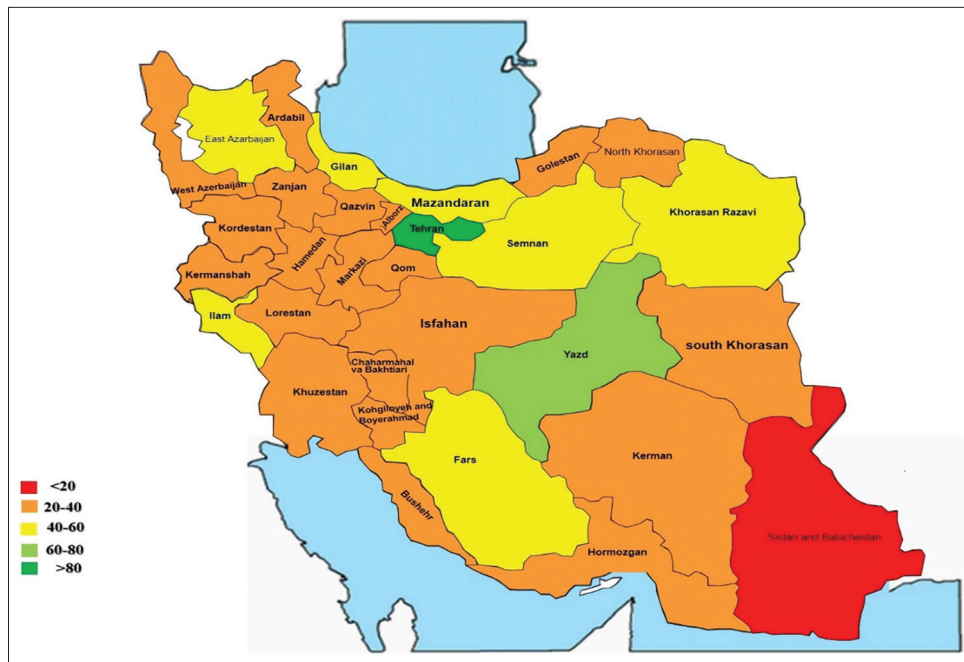 Ardabil
East Azarbaijan
Gilan
Golestan
North Khorasan
West Azerbaijan
Zanjan
Qazvin
Alborz
Mazandaran
Khorasan Razavi
Kordestan
Tehran
Semnan
Hamedan
Markazi
Qom
Kermanshah
Ilam
Lorestan
Isfahan
south Khorasan
Yazd
Chaharmahal
va Bakhtiari
Khuzestan
Kohgiloyeh and
Boyerahmad
Fars
Kerman
Bushehr
Hormozgan
Sistan and Baluchestan
<20
20-40
40-60
60-80
>80